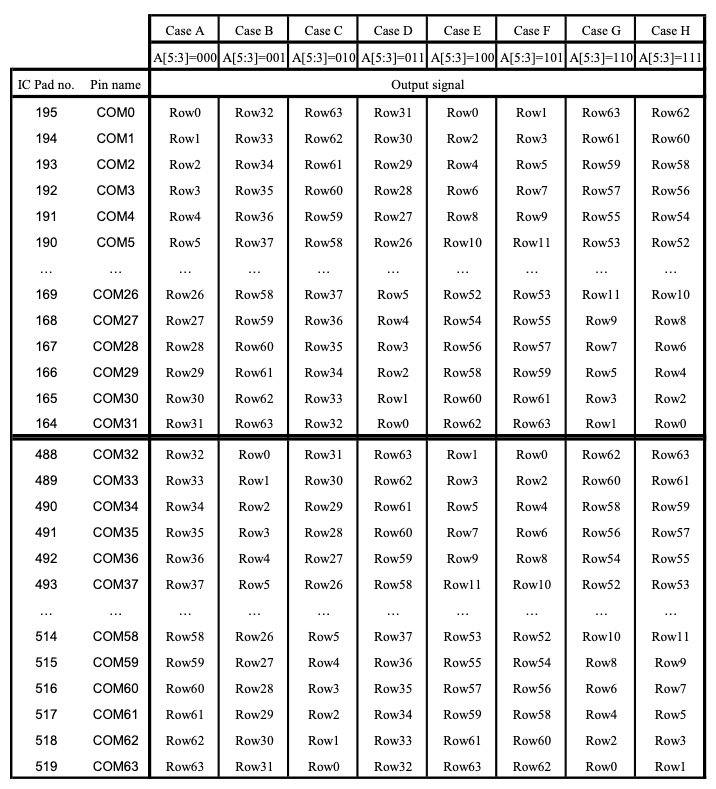 Case A Case B Case C Case D Case E Case F Case G Case H
A[5:3]=000 A[5:3]=001 A[5:3]=010 A[5:3]=011 A[5:3]=100 A[5:3]=101 A[5:3]=110 A[5:3]=111
IC Pad no. Pin name Output signal
195 COM0 Row0 Row32 Row63 Row31 Row0 Row1 Row63 Row62
194 COM1 Row1 Row33 Row62 Row30 Row2 Row3 Row61 Row60
193 COM2 Row2 Row34 Row61 Row29 Row4 Row5 Row59 Row58
192 COM3 Row3 Row35 Row60 Row28 Row6 Row7 Row57 Row56
191 COM4 Row4 Row36 Row59 Row27 Row8 Row9 Row55 Row54
190 COM5 Row5 Row37 Row58 Row26 Row10 Row11 Row53 Row52
… … … … … … … … … …
169 COM26 Row26 Row58 Row37 Row5 Row52 Row53 Row11 Row10
168 COM27 Row27 Row59 Row36 Row4 Row54 Row55 Row9 Row8
167 COM28 Row28 Row60 Row35 Row3 Row56 Row57 Row7 Row6
166 COM29 Row29 Row61 Row34 Row2 Row58 Row59 Row5 Row4
165 COM30 Row30 Row62 Row33 Row1 Row60 Row61 Row3 Row2
164 COM31 Row31 Row63 Row32 Row0 Row62 Row63 Row1 Row0
488 COM32 Row32 Row0 Row31 Row63 Row1 Row0 Row62 Row63
489 COM33 Row33 Row1 Row30 Row62 Row3 Row2 Row60 Row61
490 COM34 Row34 Row2 Row29 Row61 Row5 Row4 Row58 Row59
491 COM35 Row35 Row3 Row28 Row60 Row7 Row6 Row56 Row57
492 COM36 Row36 Row4 Row27 Row59 Row9 Row8 Row54 Row55
493 COM37 Row37 Row5 Row26 Row58 Row11 Row10 Row52 Row53
… … … … … … … … … …
514 COM58 Row58 Row26 Row5 Row37 Row53 Row52 Row10 Row11
515 COM59 Row59 Row27 Row4 Row36 Row55 Row54 Row8 Row9
516 COM60 Row60 Row28 Row3 Row35 Row57 Row56 Row6 Row7
517 COM61 Row61 Row29 Row2 Row34 Row59 Row58 Row4 Row5
518 COM62 Row62 Row30 Row1 Row33 Row61 Row60 Row2 Row3
519 COM63 Row63 Row31 Row0 Row32 Row63 Row62 Row0 Row1